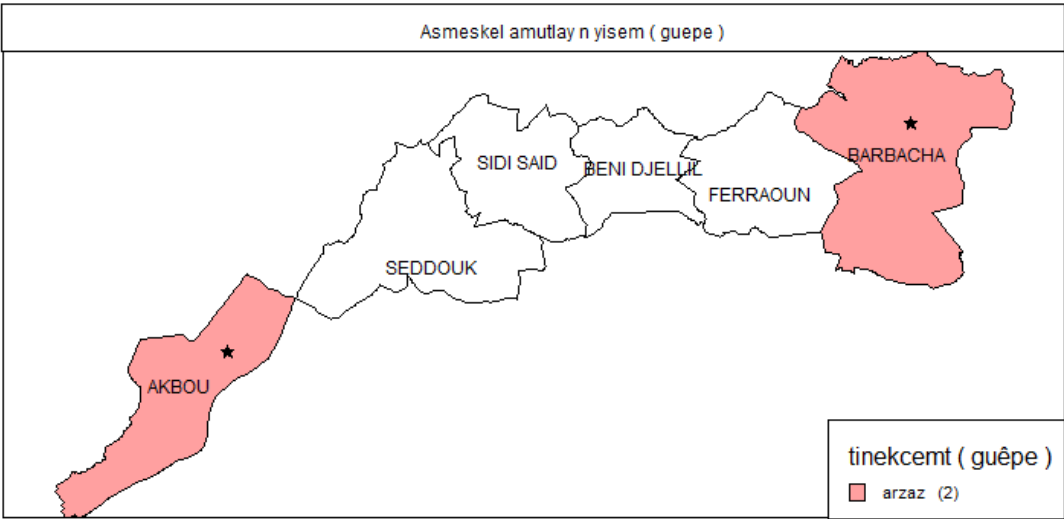 Asmeskel amutlay n yisem ( guepe )
BARBACHA
SIDI SAID
BENI DJELLIL
FERRAOUN
SEDDOUK
AKBOU
tinekcemt ( guêpe )
arzaz (2)